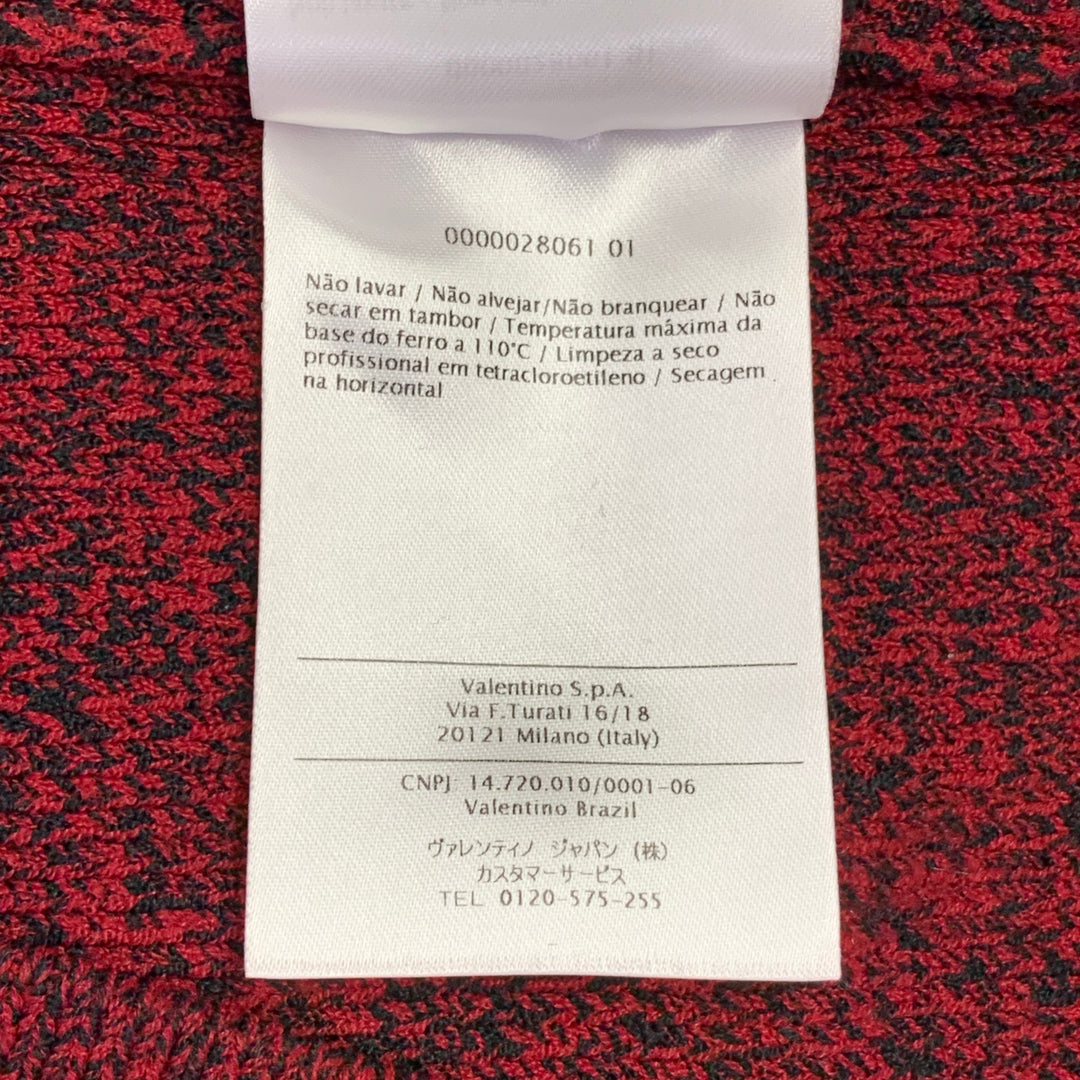 0000028061 01
Não lavar / Não alvejar/Não branquear / Não
secar em tambor / Temperatura máxima da
base do ferro a 110°C / Limpeza a seco
profissional em tetracloroetileno / Secagem
na horizontal
Valentino S.p.A.
Via F.Turati 16/18
20121 Milano (Italy)
CNPJ: 14.720.010/0001-06
Valentino Brazil
ヴァレンティノ ジャパン (株)
カスタマーサービス
TEL 0120-575-255